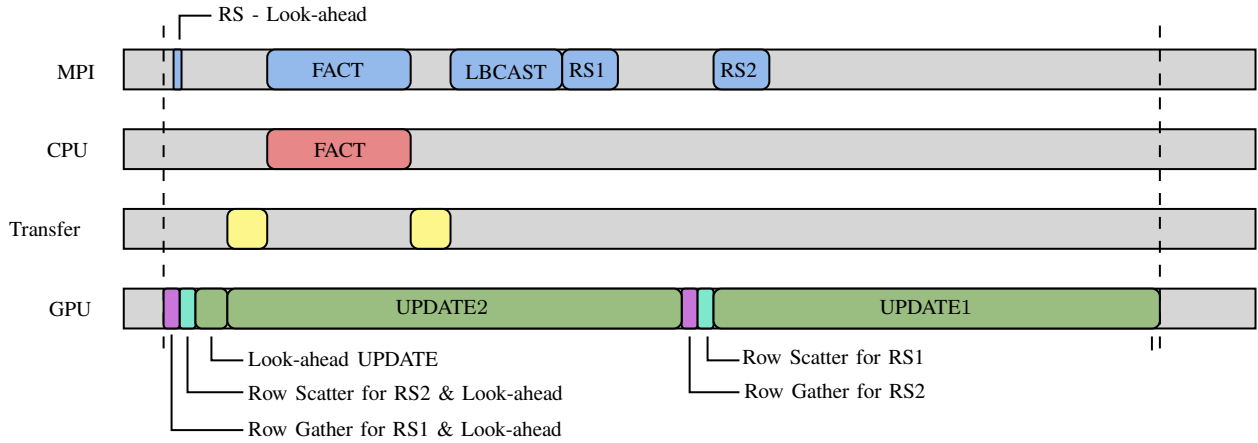 RS - Look-ahead
MPI
FACT
LBCAST
RS1
RS2
CPU
FACT
Transfer
GPU
UPDATE2
UPDATE1
Look-ahead UPDATE
Row Scatter for RS1
Row Scatter for RS2 & Look-ahead
Row Gather for RS2
Row Gather for RS1 & Look-ahead